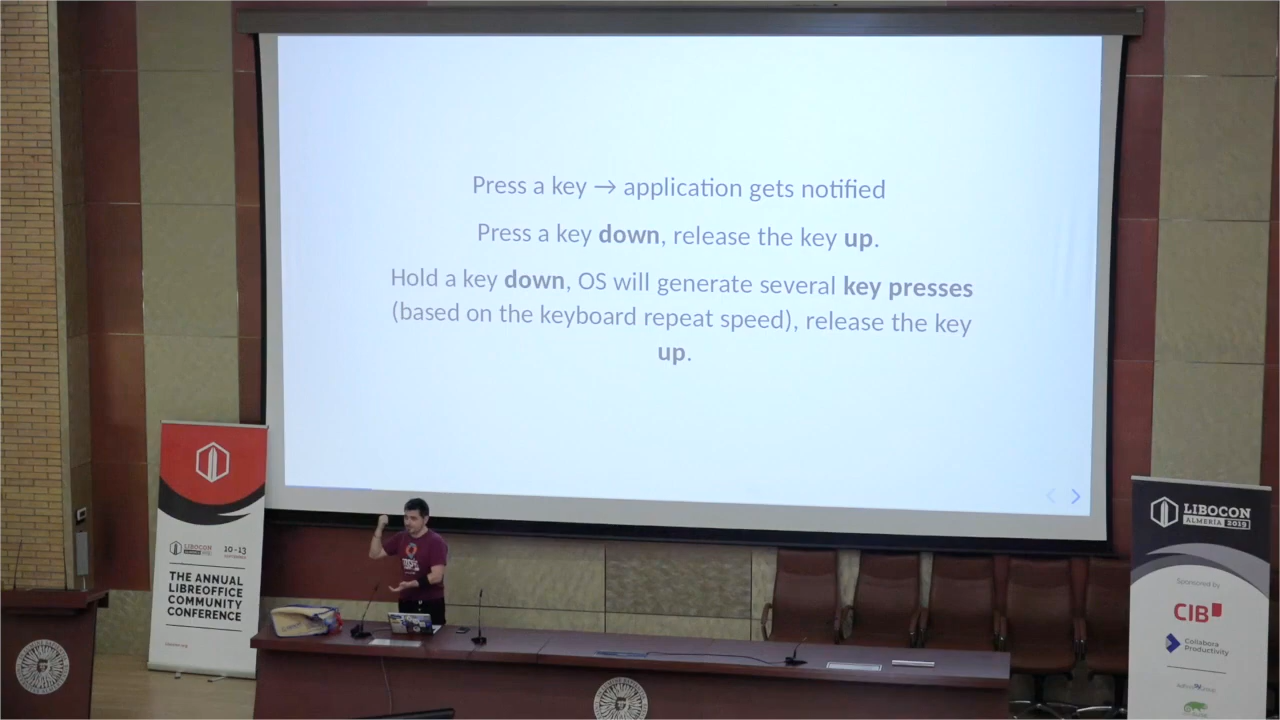 Press a key → application gets notified
Press a key down, release the key up.
Hold a key down, OS will generate several key presses
(based on the keyboard repeat speed), release the key
up.
LIBOCON
10-13
THE ANNUAL
LIBREOFFICE
COMMUNITY
CONFERENCE
LIBOCON
ALMERÍA 2019
Sponsored by
CIB
Collabora
Productivity